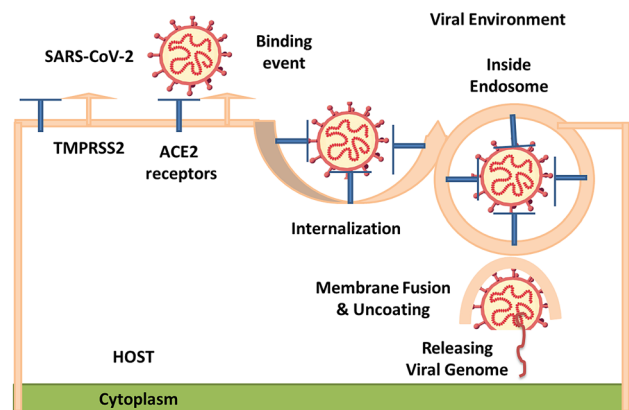 Viral Environment
SARS-CoV-2
Binding
event
Inside
Endosome
TMPRSS2
ACE2
receptors
Internalization
Membrane Fusion
& Uncoating
Releasing
Viral Genome
HOST
Cytoplasm